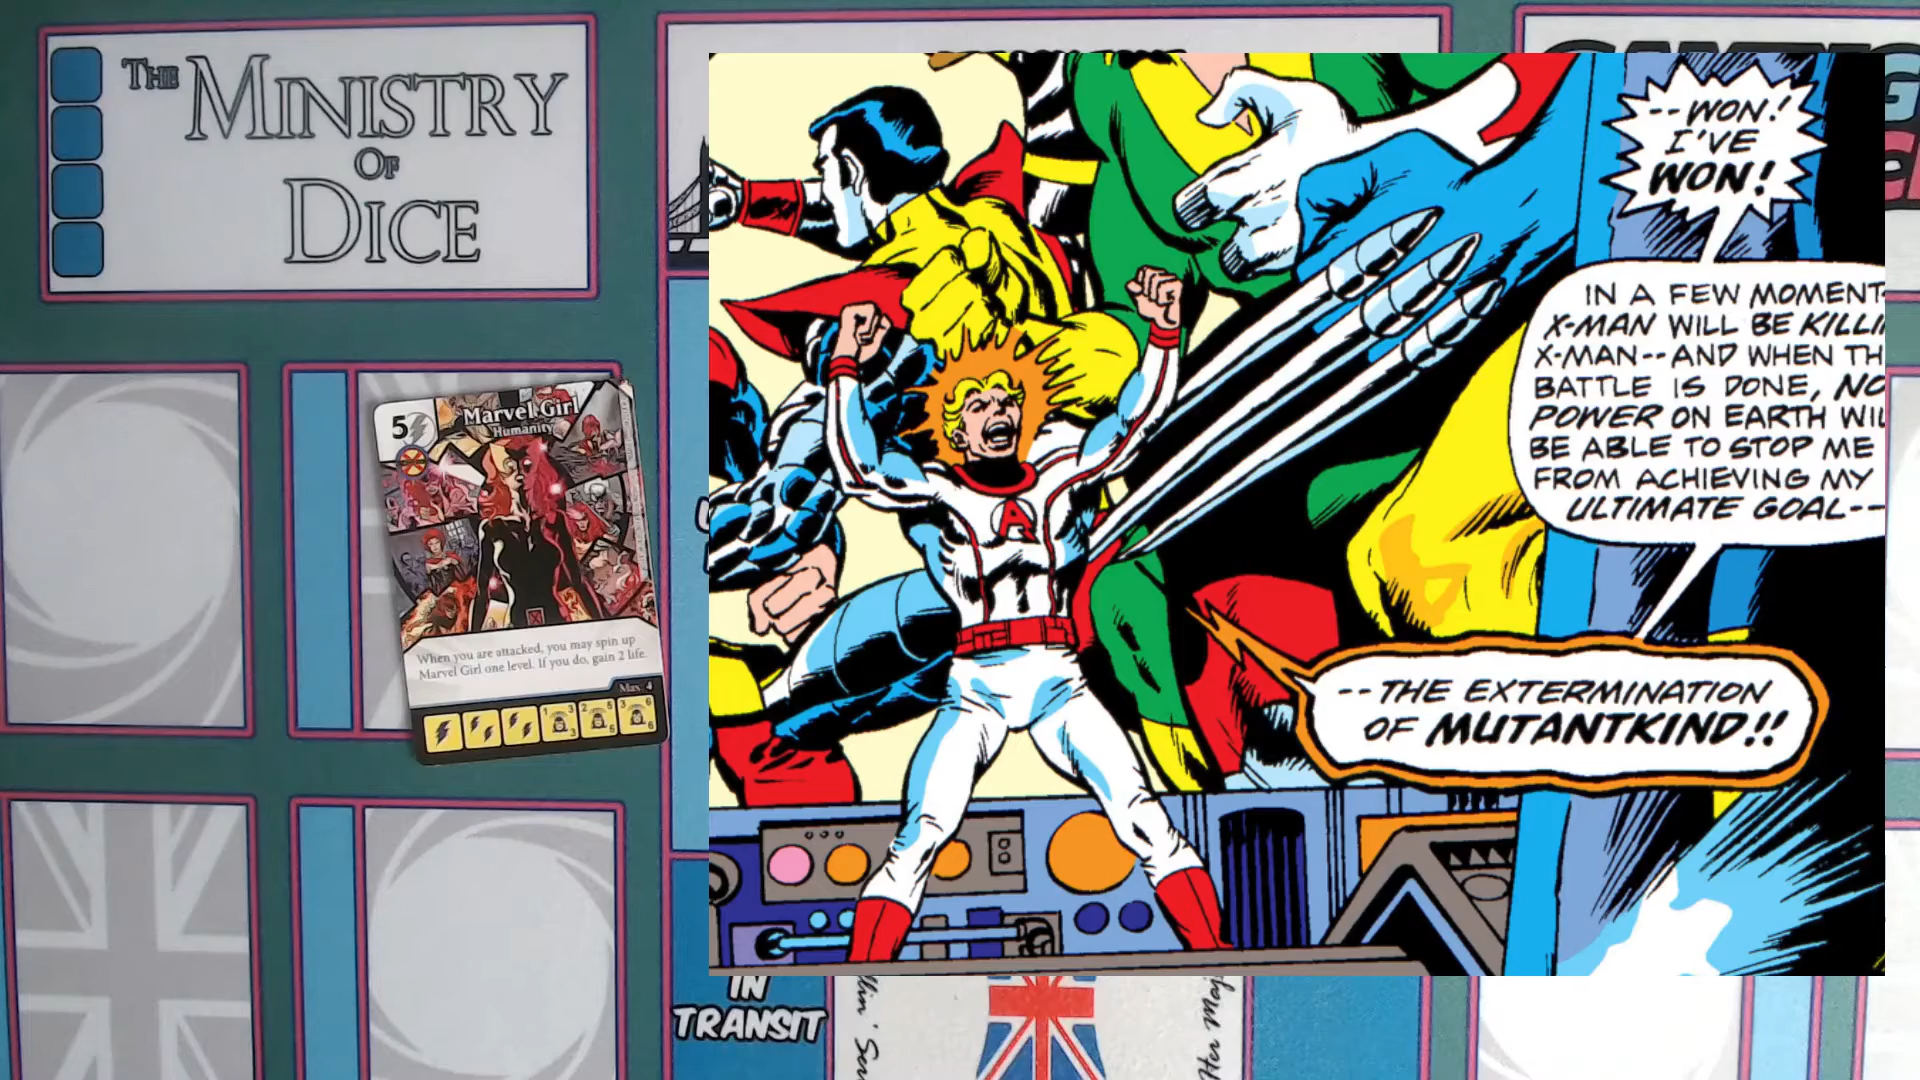 THE MINISTRY
OF
DICE
5
Marvel Girl
Humanity
When you are attacked, you may spin up
Marvel Girl one level. If you do, gain 2 life.
Max. 4
--WON!
I'VE
WON!
IN A FEW MOMENT
X-MAN WILL BE KILLI
X-MAN--AND WHEN TH
BATTLE IS DONE, NO
POWER ON EARTH WIL
BE ABLE TO STOP ME
FROM ACHIEVING MY
ULTIMATE GOAL--
--THE EXTERMINATION
OF MUTANTKIND!!
A
IN
TRANSIT